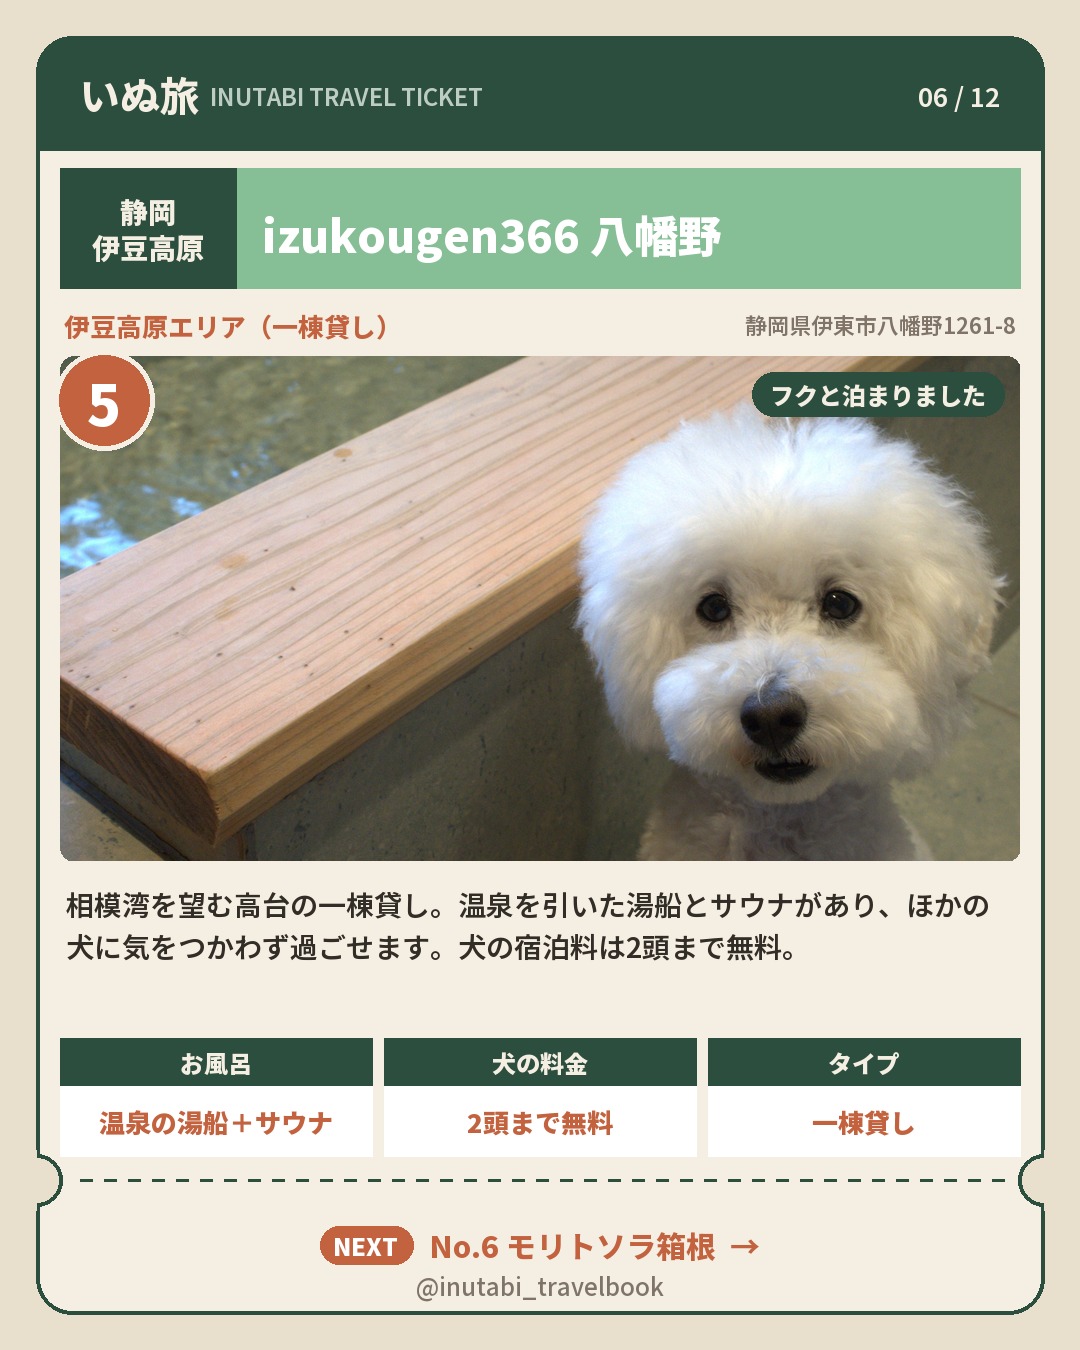 いぬ旅 INUTABI TRAVEL TICKET 06 / 12
静岡
伊豆高原
izukougen366 八幡野
伊豆高原エリア（一棟貸し） 静岡県伊東市八幡野1261-8
5
フクと泊まりました
相模湾を望む高台の一棟貸し。温泉を引いた湯船とサウナがあり、ほかの
犬に気をつかわず過ごせます。犬の宿泊料は2頭まで無料。
お風呂 犬の料金 タイプ
温泉の湯船＋サウナ 2頭まで無料 一棟貸し
NEXT No.6 モリトソラ箱根 →
@inutabi_travelbook